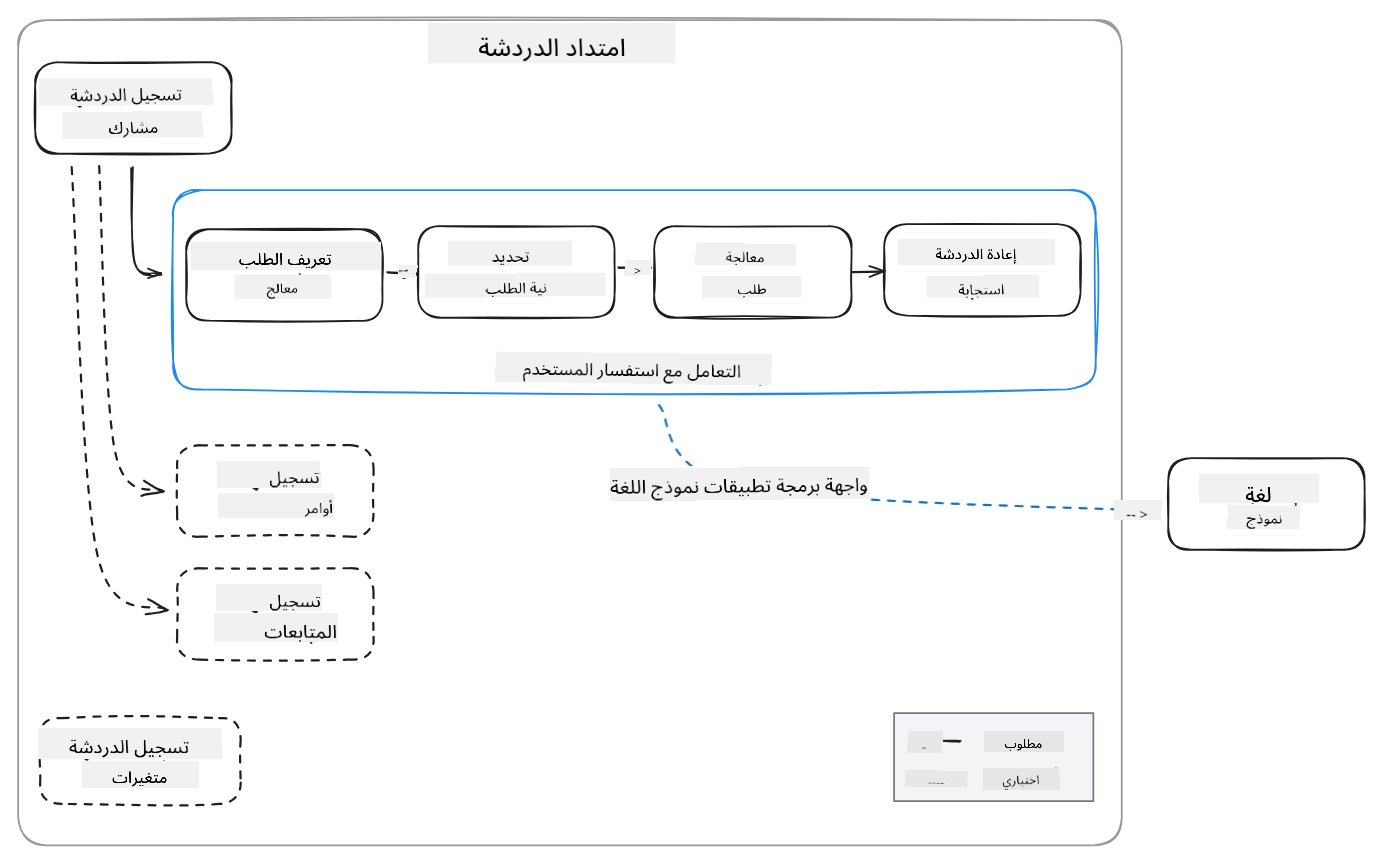 امتداد الدردشة
تسجيل الدردشة
مشارك
تعريف الطلب
معالج
تحديد
نية الطلب
>
معالجة
طلب
إعادة الدردشة
استجابة
التعامل مع استفسار المستخدم
تسجيل
أوامر
واجهة برمجة تطبيقات نموذج اللغة
-- >
لغة
نموذج
تسجيل
المتابعات
تسجيل الدردشة
متغيرات
مطلوب
اختياري